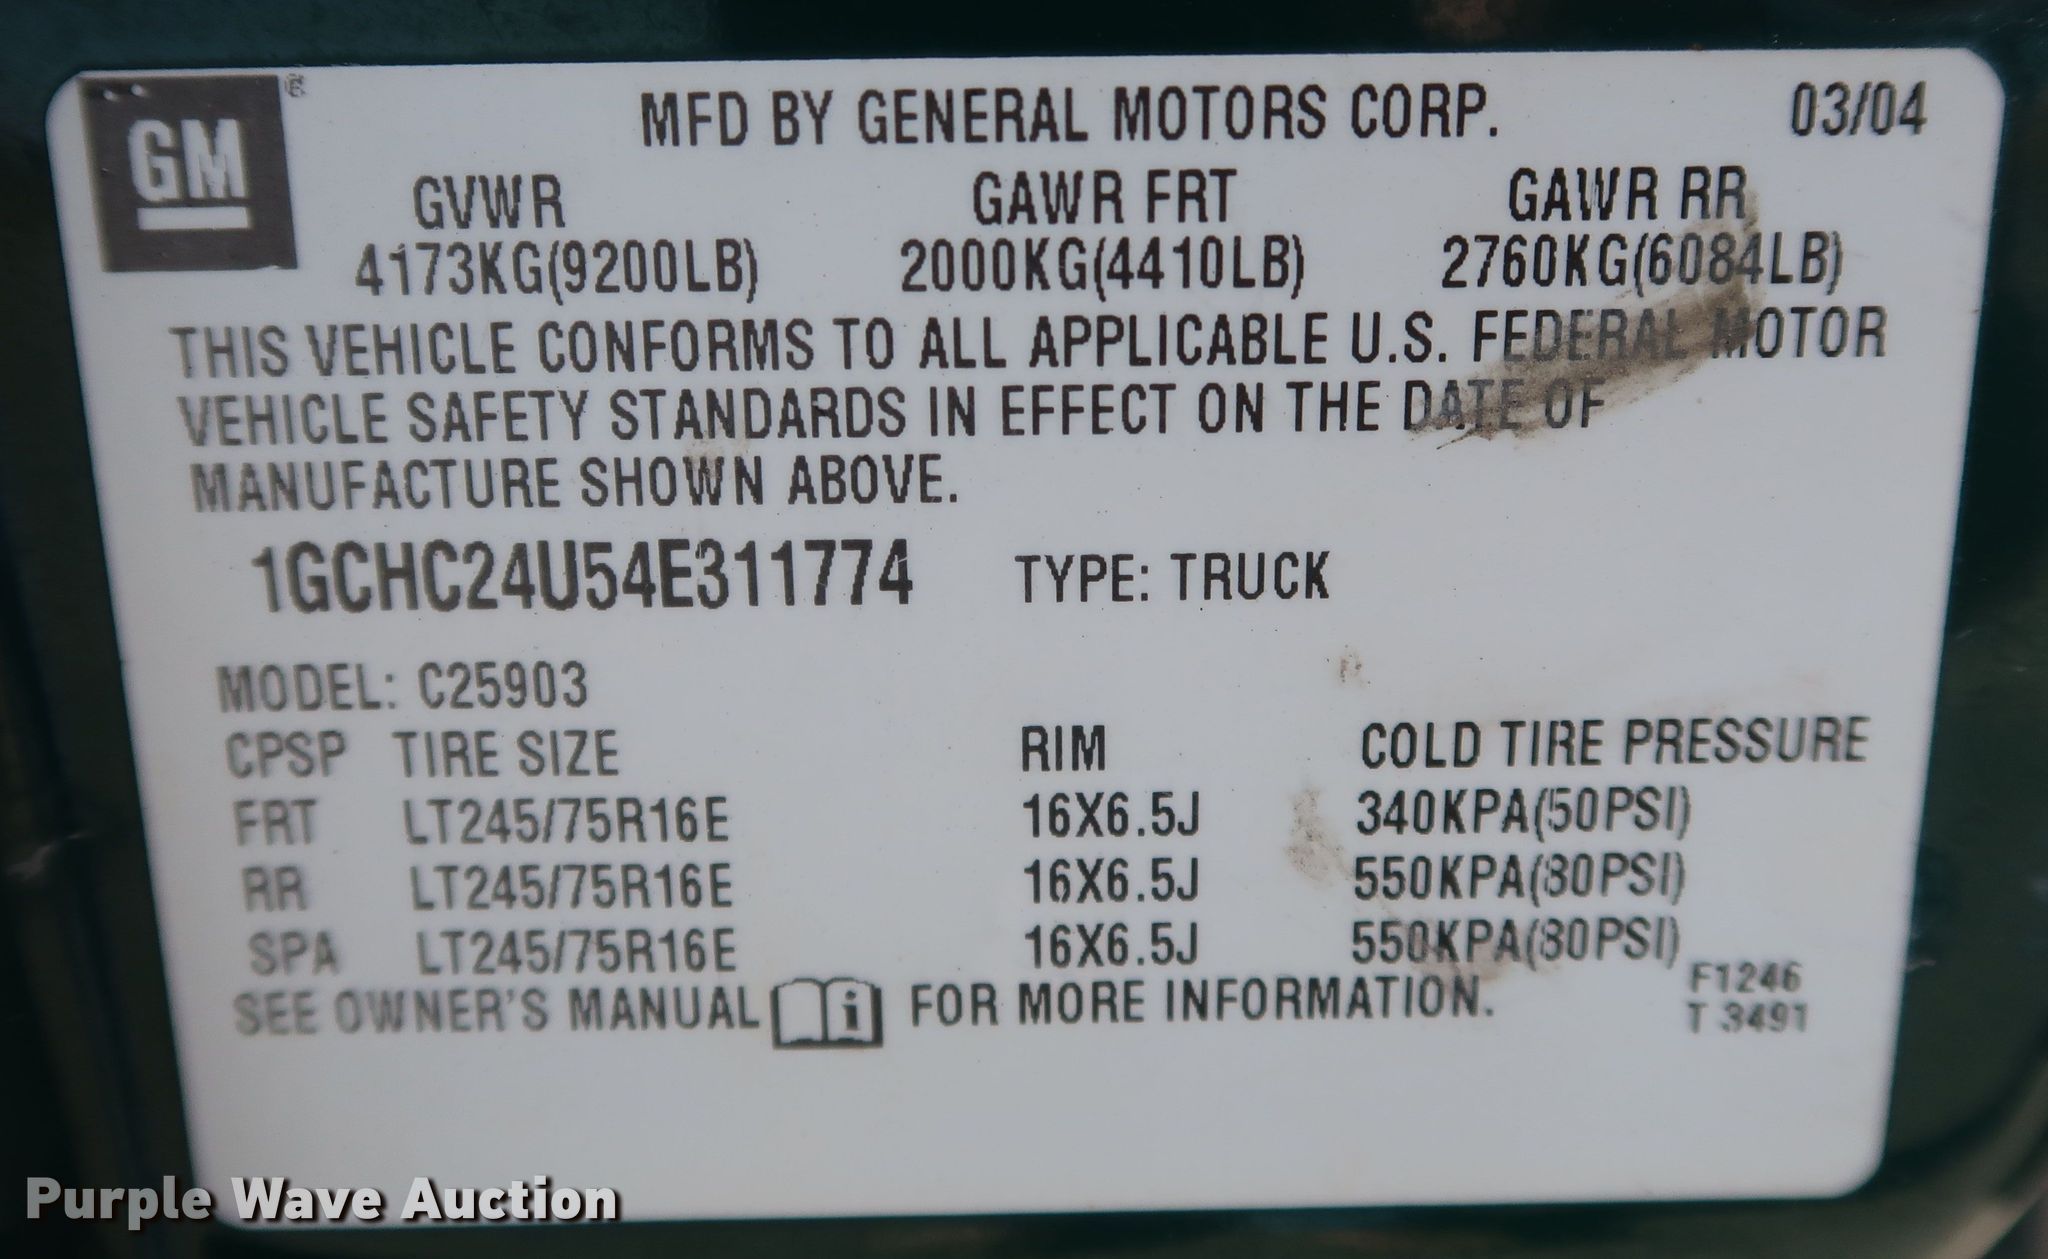 GM ®
MFD BY GENERAL MOTORS CORP. 03/04
GVWR GAWR FRT GAWR RR
4173KG(9200LB) 2000KG(4410LB) 2760KG(6084LB)
THIS VEHICLE CONFORMS TO ALL APPLICABLE U.S. FEDERAL MOTOR
VEHICLE SAFETY STANDARDS IN EFFECT ON THE DATE OF
MANUFACTURE SHOWN ABOVE.
1GCHC24U54E311774 TYPE: TRUCK
MODEL: C25903
CPSP TIRE SIZE RIM COLD TIRE PRESSURE
FRT LT245/75R16E 16X6.5J 340KPA(50PSI)
RR LT245/75R16E 16X6.5J 550KPA(80PSI)
SPA LT245/75R16E 16X6.5J 550KPA(80PSI)
SEE OWNER'S MANUAL i FOR MORE INFORMATION.
F1246
T 3491
Purple Wave Auction